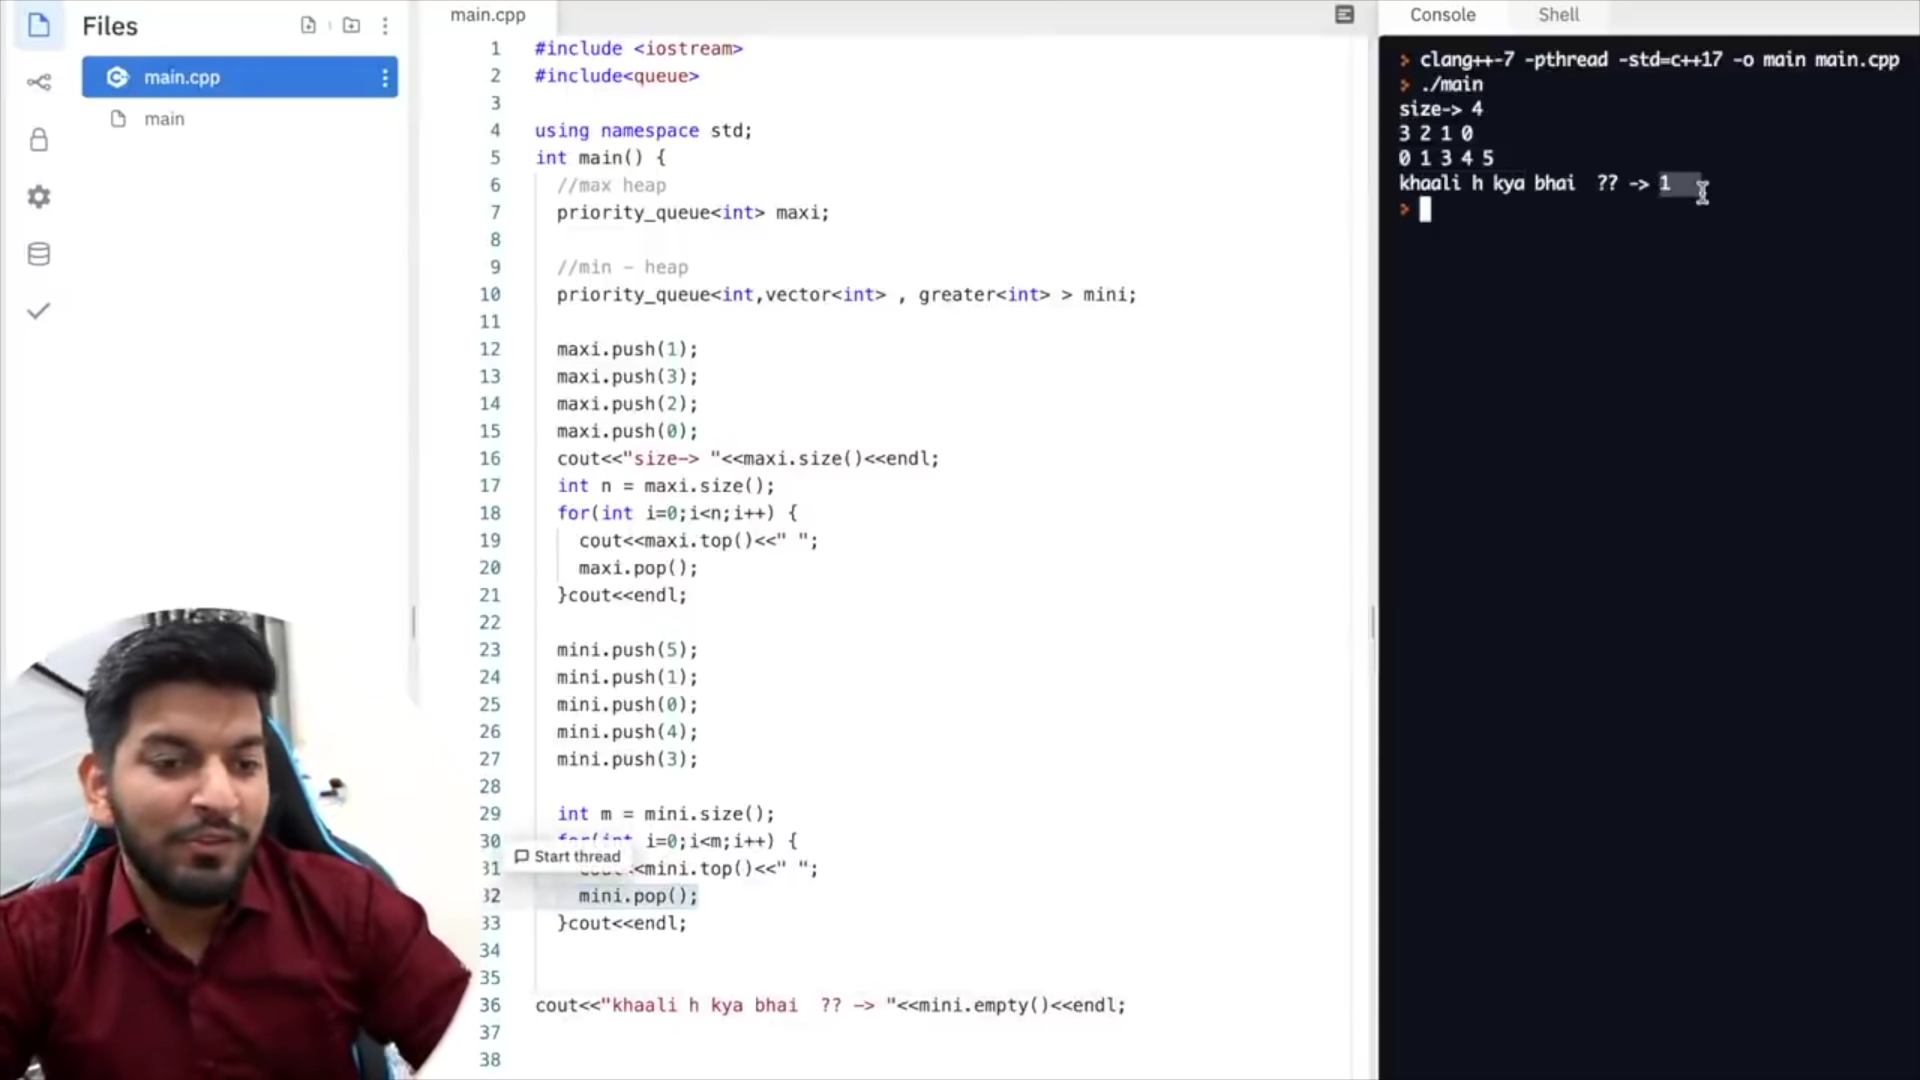 Files
main.cpp
main
main.cpp
1 #include <iostream>
2 #include<queue>
3
4 using namespace std;
5 int main() {
6 //max heap
7 priority_queue<int> maxi;
8
9 //min - heap
10 priority_queue<int,vector<int> , greater<int> > mini;
11
12 maxi.push(1);
13 maxi.push(3);
14 maxi.push(2);
15 maxi.push(0);
16 cout<<"size-> "<<maxi.size()<<endl;
17 int n = maxi.size();
18 for(int i=0;i<n;i++) {
19 cout<<maxi.top()<<" ";
20 maxi.pop();
21 }cout<<endl;
22
23 mini.push(5);
24 mini.push(1);
25 mini.push(0);
26 mini.push(4);
27 mini.push(3);
28
29 int m = mini.size();
30 for(int i=0;i<m;i++) {
Start thread
31 cout<<mini.top()<<" ";
32 mini.pop();
33 }cout<<endl;
34
35
36 cout<<"khaali h kya bhai  ?? -> "<<mini.empty()<<endl;
37
38
Console Shell
> clang++-7 -pthread -std=c++17 -o main main.cpp
> ./main
size-> 4
3 2 1 0
0 1 3 4 5
khaali h kya bhai  ?? -> 1
>